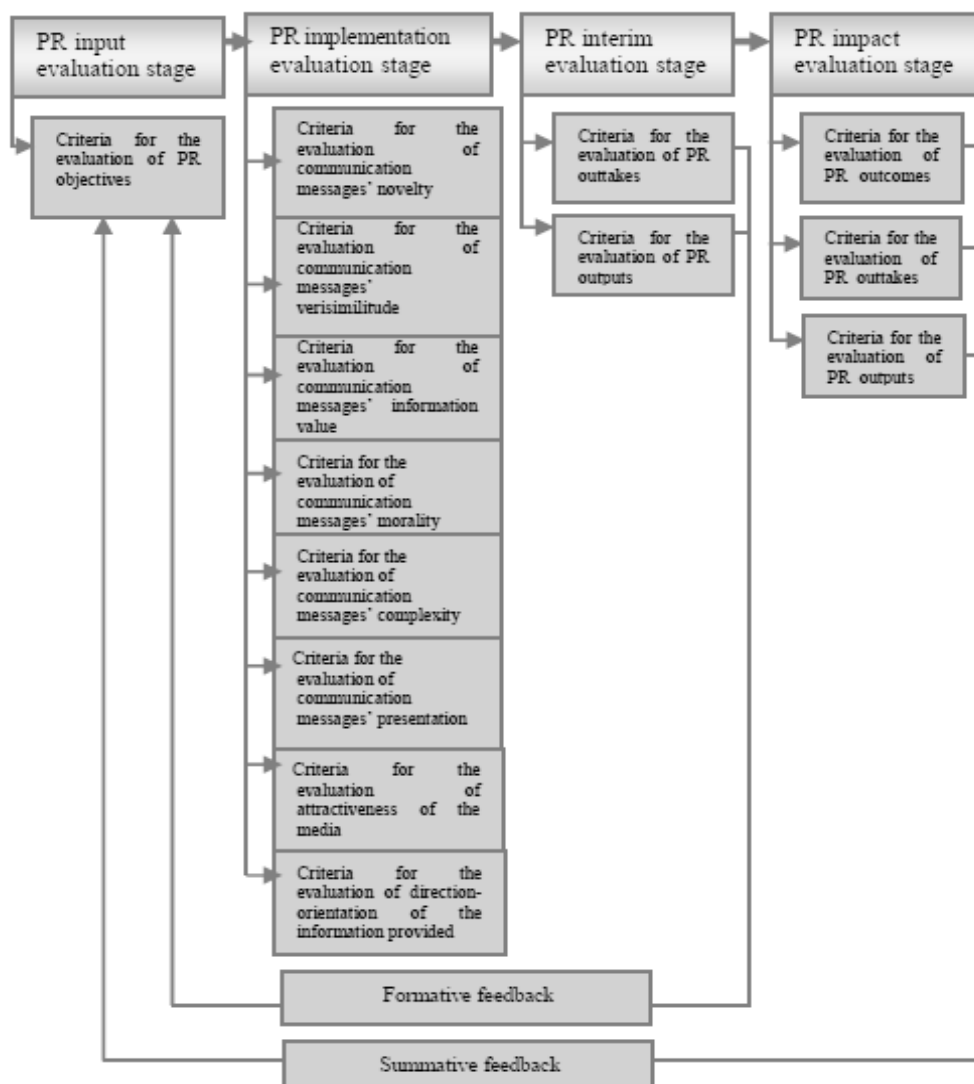 PR input
evaluation stage
Criteria for the
evaluation of PR
objectives
PR implementation
evaluation stage
Criteria for the
evaluation of
communication
messages’ novelty
Criteria for the
evaluation of
communication
messages’
verisimilitude
Criteria for the
evaluation of
communication
messages’ information
value
Criteria for the
evaluation of
communication
messages’ morality
Criteria for the
evaluation of
communication
messages’ complexity
Criteria for the
evaluation of
communication
messages’ presentation
Criteria for the
evaluation of
attractiveness of the
media
Criteria for the
evaluation of direction-
orientation of the
information provided
PR interim
evaluation stage
Criteria for the
evaluation of PR
outtakes
Criteria for the
evaluation of PR
outputs
PR impact
evaluation stage
Criteria for the
evaluation of
PR outcomes
Criteria for the
evaluation of
PR outtakes
Criteria for the
evaluation of
PR outputs
Formative feedback
Summative feedback